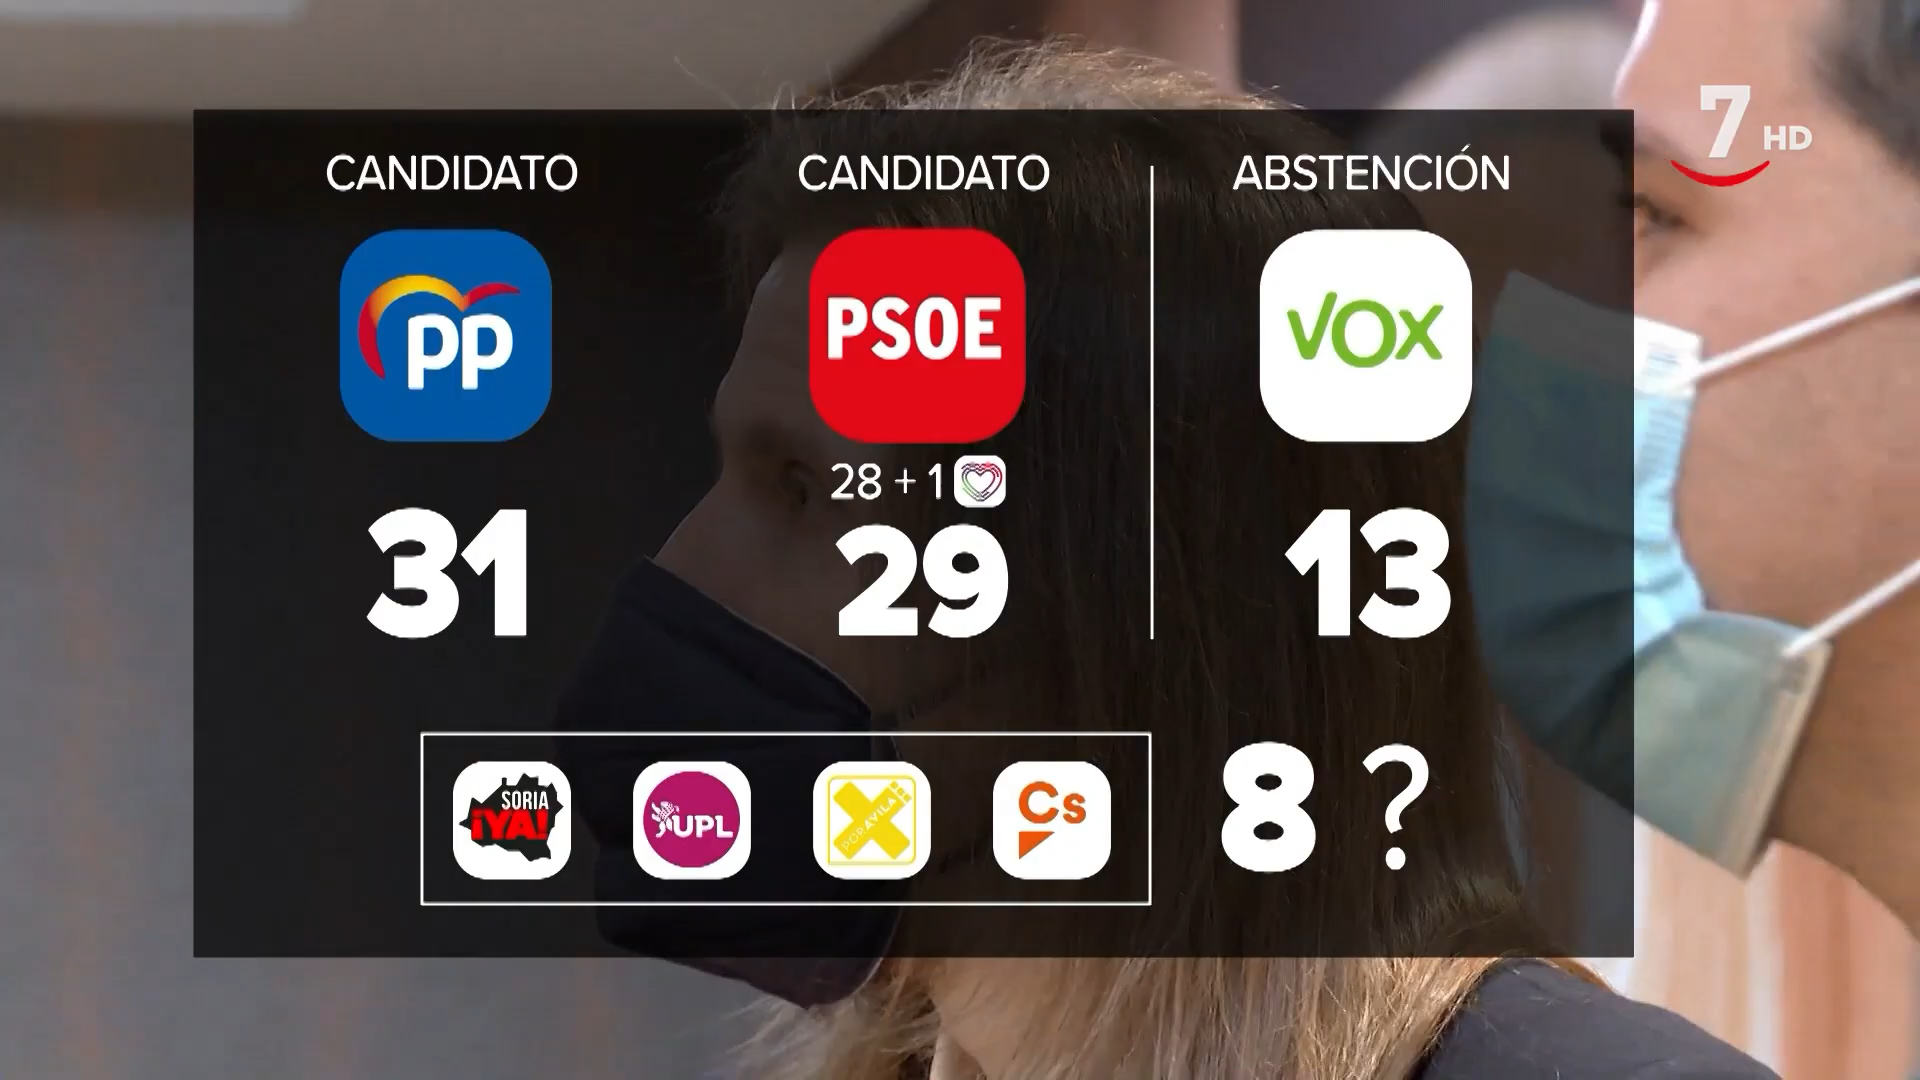 CANDIDATO
CANDIDATO
ABSTENCIÓN
7 HD
pp
PSOE
VOX
28 + 1
31
29
13
SORIA
¡YA!
UPL
POR AVILA
Cs
8 ?